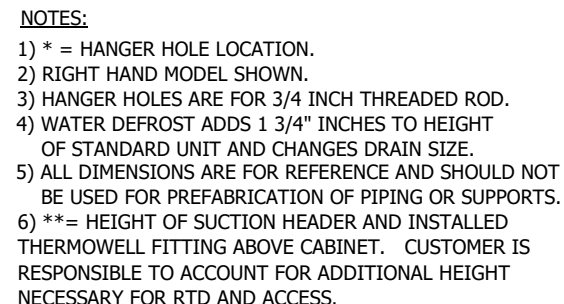 NOTES:
1) * = HANGER HOLE LOCATION.
2) RIGHT HAND MODEL SHOWN.
3) HANGER HOLES ARE FOR 3/4 INCH THREADED ROD.
4) WATER DEFROST ADDS 1 3/4" INCHES TO HEIGHT
OF STANDARD UNIT AND CHANGES DRAIN SIZE.
5) ALL DIMENSIONS ARE FOR REFERENCE AND SHOULD NOT
BE USED FOR PREFABRICATION OF PIPING OR SUPPORTS.
6) **= HEIGHT OF SUCTION HEADER AND INSTALLED
THERMOWELL FITTING ABOVE CABINET. CUSTOMER IS
RESPONSIBLE TO ACCOUNT FOR ADDITIONAL HEIGHT
NECESSARY FOR RTD AND ACCESS.